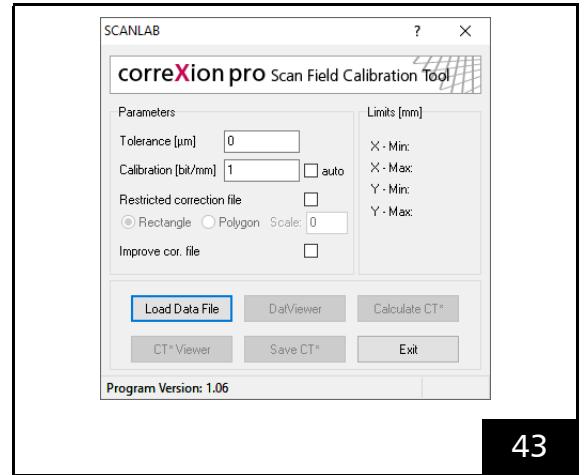 SCANLAB ? ×
correXion pro Scan Field Calibration Tool
Parameters
Tolerance [µm] 0
Calibration [bit/mm] 1 auto
Restricted correction file
Rectangle Polygon Scale: 0
Improve cor. file
Limits [mm]
X - Min:
X - Max:
Y - Min:
Y - Max:
Load Data File DatViewer Calculate CT*
CT* Viewer Save CT* Exit
Program Version: 1.06
43